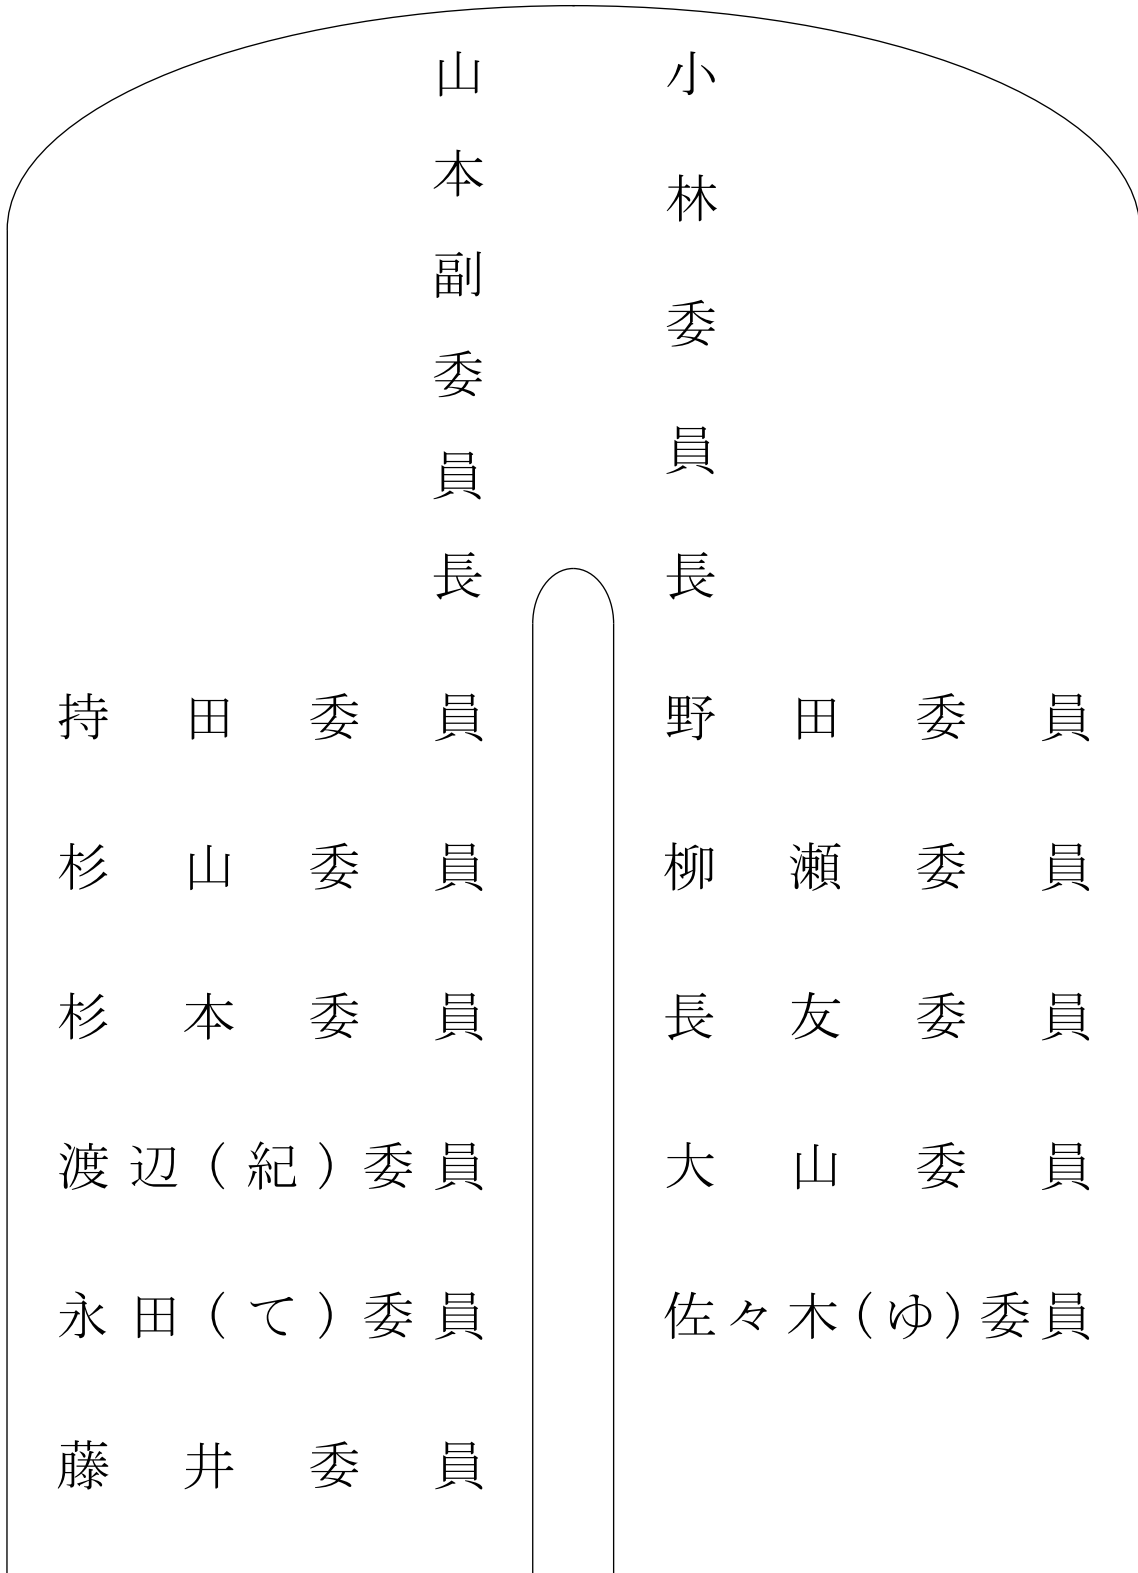 小林委員長
山本副委員長
持田委員
野田委員
杉山委員
柳瀬委員
杉本委員
長友委員
渡辺(紀)委員
大山委員
永田(て)委員
佐々木(ゆ)委員
藤井委員